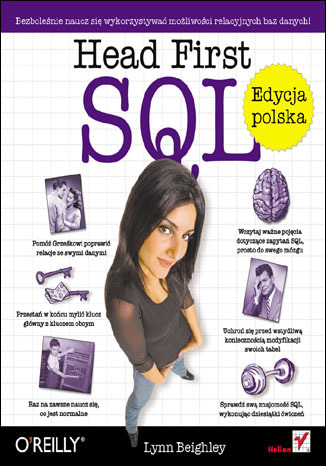 Bezboleśnie naucz się wykorzystywać możliwości relacyjnych baz danych!
Head First
SQL
Edycja
polska
Pomóż Grześkowi poprawić
relacje ze swymi danymi
Przestań w końcu mylić klucz
główny z kluczem obcym
Raz na zawsze naucz się,
co jest normalne
Wczytaj ważne pojęcia
dotyczące zapytań SQL,
prosto do swego mózgu
Uchroń się przed wstydliwą
koniecznością modyfikacji
swoich tabel
Sprawdź swą znajomość SQL,
wykonując dziesiątki ćwiczeń
O'REILLY®
Lynn Beighley
Helion